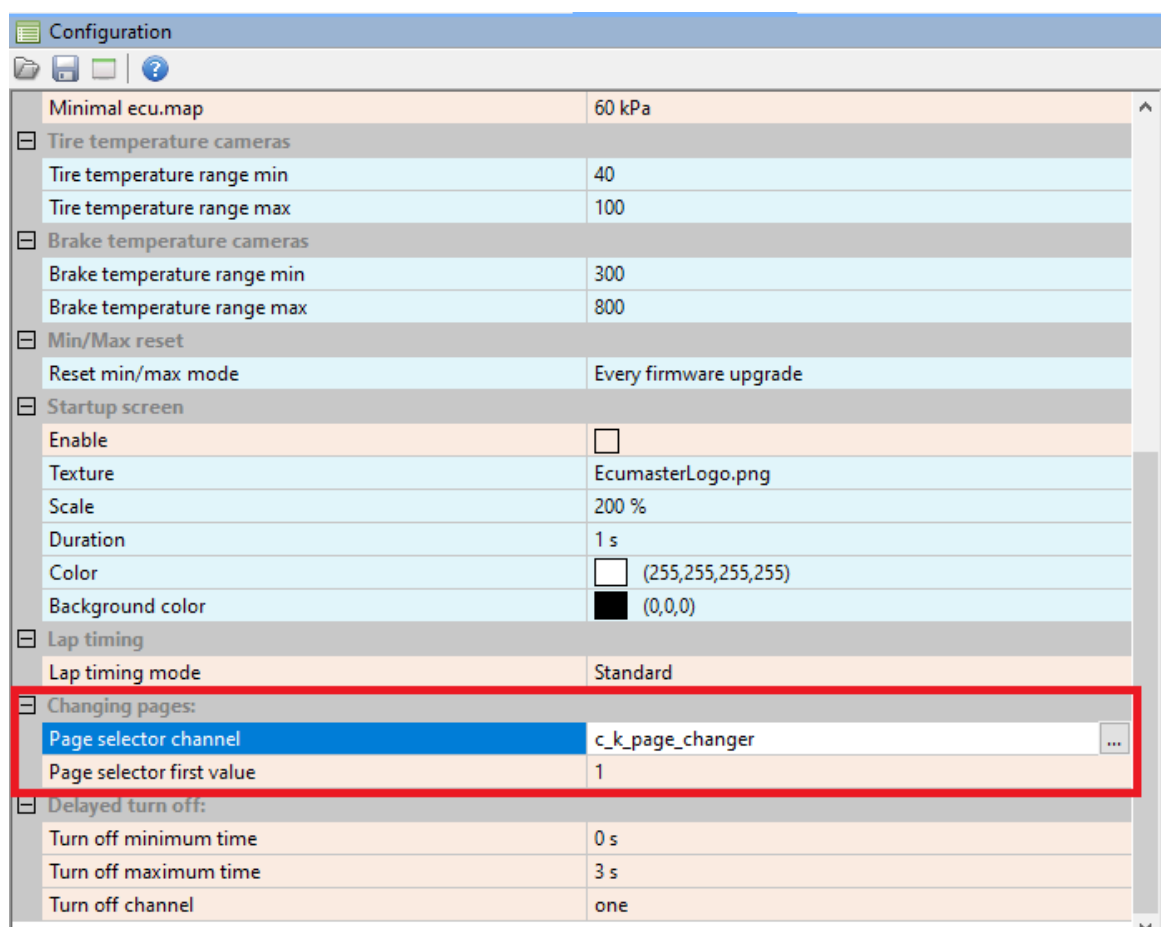 Configuration
Minimal ecu.map 60 kPa
Tire temperature cameras
Tire temperature range min 40
Tire temperature range max 100
Brake temperature cameras
Brake temperature range min 300
Brake temperature range max 800
Min/Max reset
Reset min/max mode Every firmware upgrade
Startup screen
Enable
Texture EcumasterLogo.png
Scale 200 %
Duration 1 s
Color (255,255,255,255)
Background color (0,0,0)
Lap timing
Lap timing mode Standard
Changing pages:
Page selector channel c_k_page_changer ...
Page selector first value 1
Delayed turn off:
Turn off minimum time 0 s
Turn off maximum time 3 s
Turn off channel one